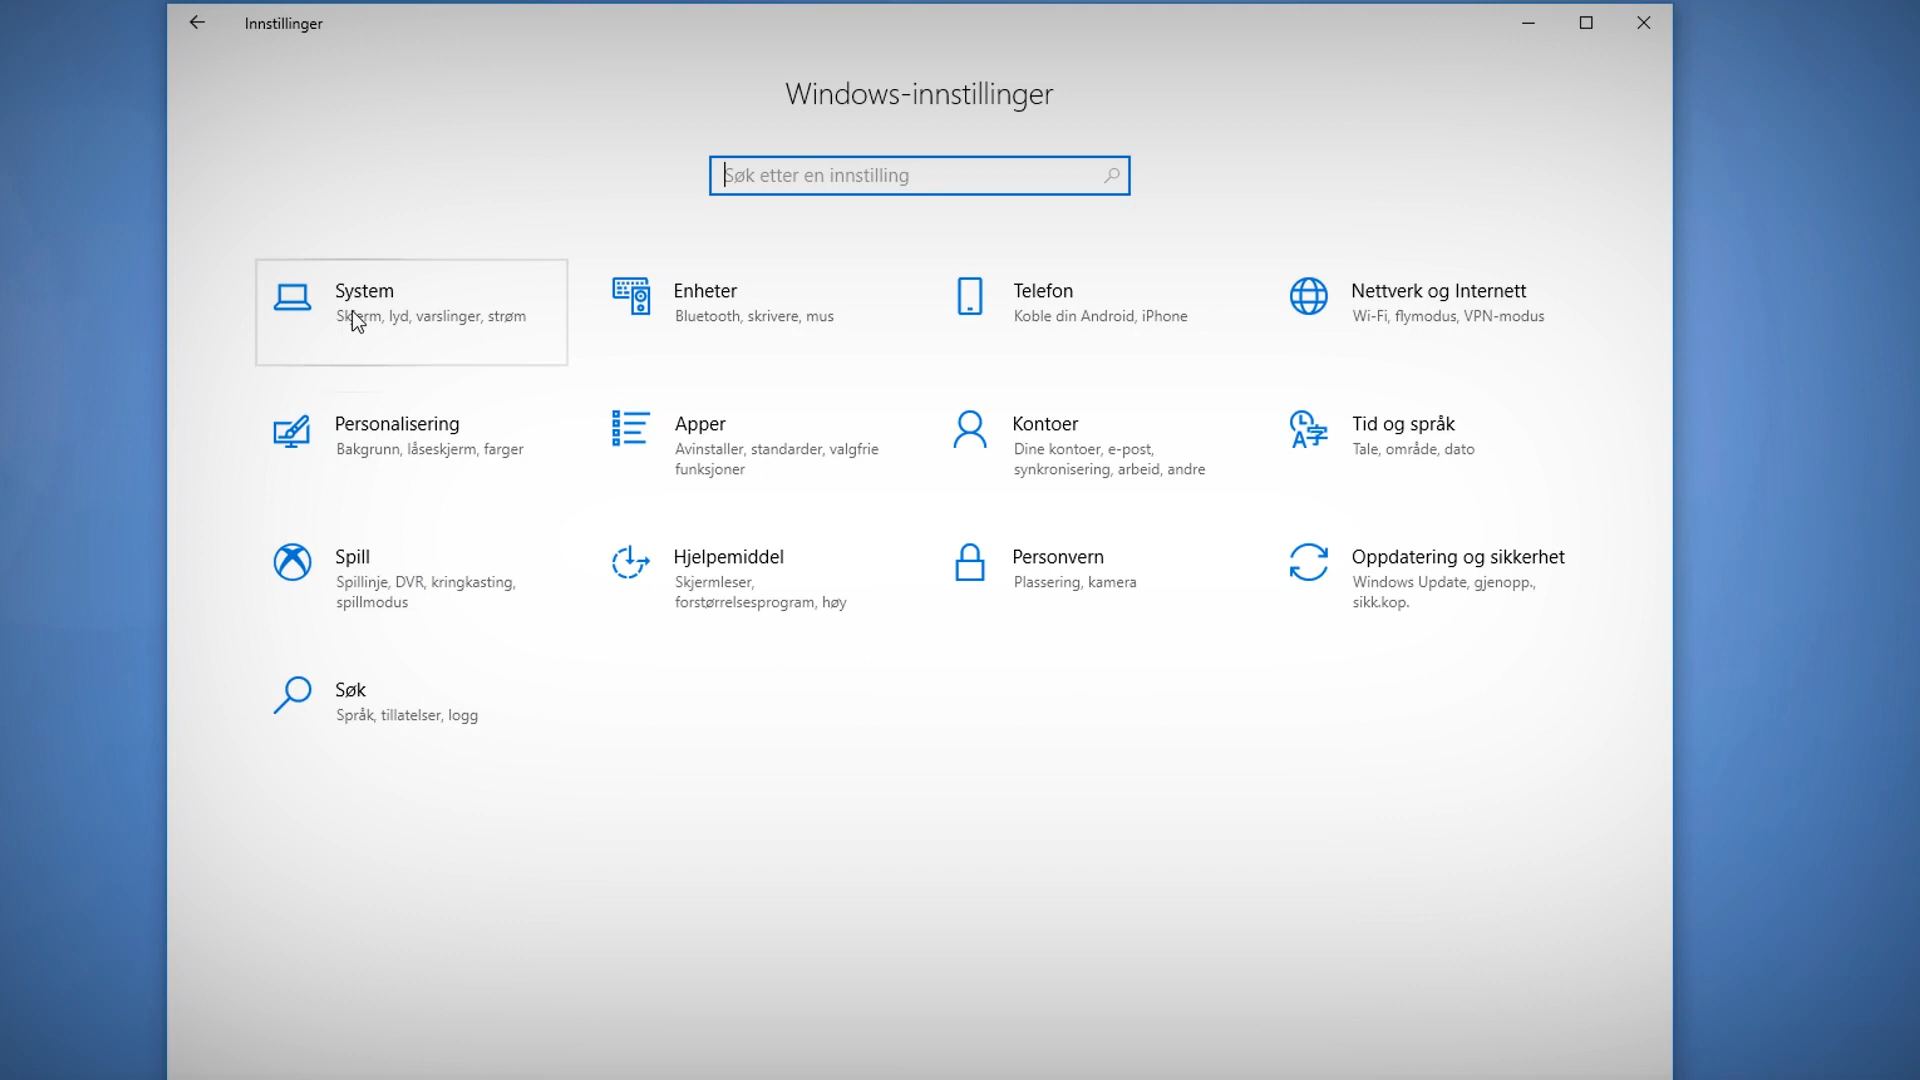 Innstillinger
Windows-innstillinger
Søk etter en innstilling
System
Skjerm, lyd, varslinger, strøm
Enheter
Bluetooth, skrivere, mus
Telefon
Koble din Android, iPhone
Nettverk og Internett
Wi-Fi, flymodus, VPN-modus
Personalisering
Bakgrunn, låseskjerm, farger
Apper
Avinstaller, standarder, valgfrie
funksjoner
Kontoer
Dine kontoer, e-post,
synkronisering, arbeid, andre
Tid og språk
Tale, område, dato
Spill
Spillinje, DVR, kringkasting,
spillmodus
Hjelpemiddel
Skjermleser,
forstørrelsesprogram, høy
Personvern
Plassering, kamera
Oppdatering og sikkerhet
Windows Update, gjenopp.,
sikk.kop.
Søk
Språk, tillatelser, logg